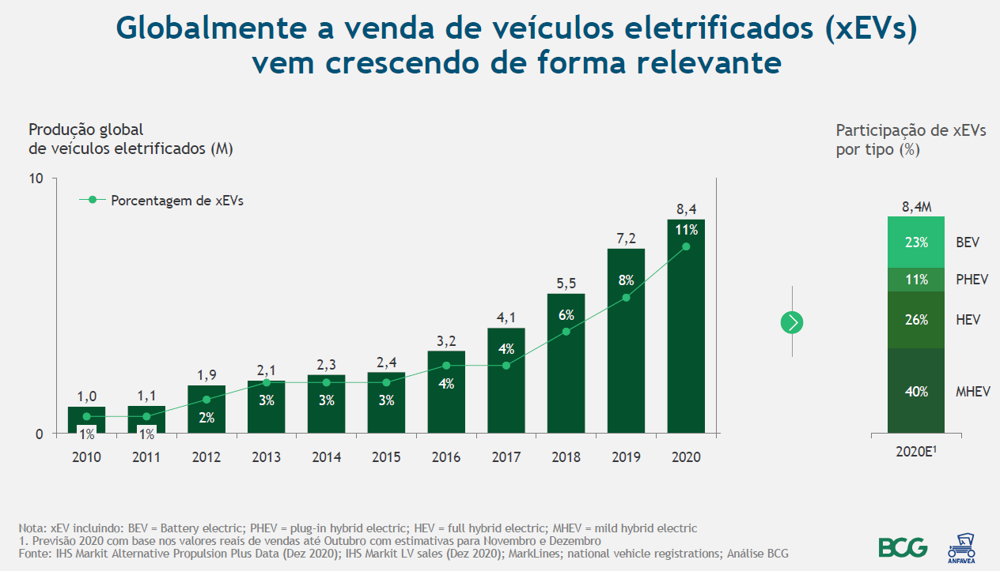 Globalmente a venda de veículos eletrificados (xEVs)
vem crescendo de forma relevante
Produção global
de veículos eletrificados (M)
10
Porcentagem de xEVs
1,0
1,1
1,9
2,1
2,3
2,4
3,2
4,1
5,5
7,2
8,4
1%
1%
2%
3%
3%
3%
4%
4%
6%
8%
11%
0
2010
2011
2012
2013
2014
2015
2016
2017
2018
2019
2020
Participação de xEVs
por tipo (%)
8,4M
23% BEV
11% PHEV
26% HEV
40% MHEV
2020E¹
Nota: xEV incluindo: BEV = Battery electric; PHEV = plug-in hybrid electric; HEV = full hybrid electric; MHEV = mild hybrid electric
1. Previsão 2020 com base nos valores reais de vendas até Outubro com estimativas para Novembro e Dezembro
Fonte: IHS Markit Alternative Propulsion Plus Data (Dez 2020); IHS Markit LV sales (Dez 2020); MarkLines; national vehicle registrations; Análise BCG
BCG
ANFAVEA